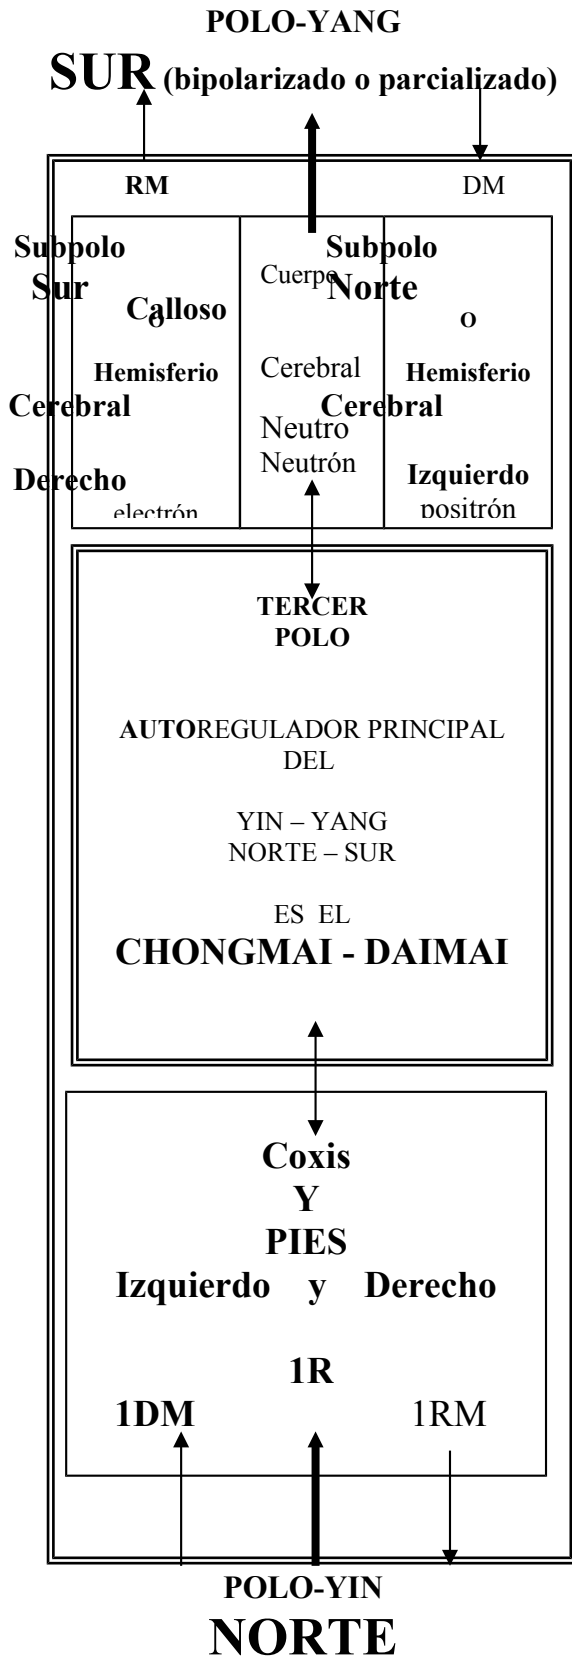 POLO-YANG
SUR (bipolarizado o parcializado)
RM
DM
Subpolo
Sur
Calloso
O
Hemisferio
Cerebral
Derecho
electrón
Cuerpo
Cerebral
Neutro
Neutrón
Subpolo
Norte
O
Hemisferio
Cerebral
Izquierdo
positrón
TERCER
POLO
AUTOREGULADOR PRINCIPAL
DEL
YIN – YANG
NORTE – SUR
ES EL
CHONGMAI - DAIMAI
Coxis
Y
PIES
Izquierdo y Derecho
1R
1DM 1RM
POLO-YIN
NORTE